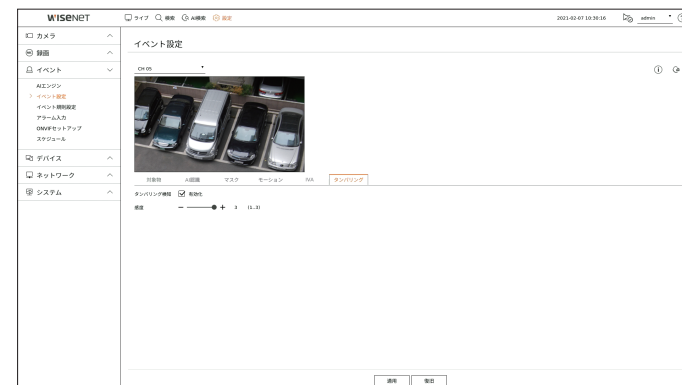 WISENET
ライブ 検索 AI検索 設定
2021-02-07 10:36:16 admin
カメラ
録画
イベント
AIエンジン
イベント設定
イベント規則設定
アラーム入力
ONVIFセットアップ
スケジュール
デバイス
ネットワーク
システム
イベント設定
CH 05
対象物 AI認識 マスク モーション IVA タンパリング
タンパリング検知 有効化
感度 3 (1...3)
適用 復旧